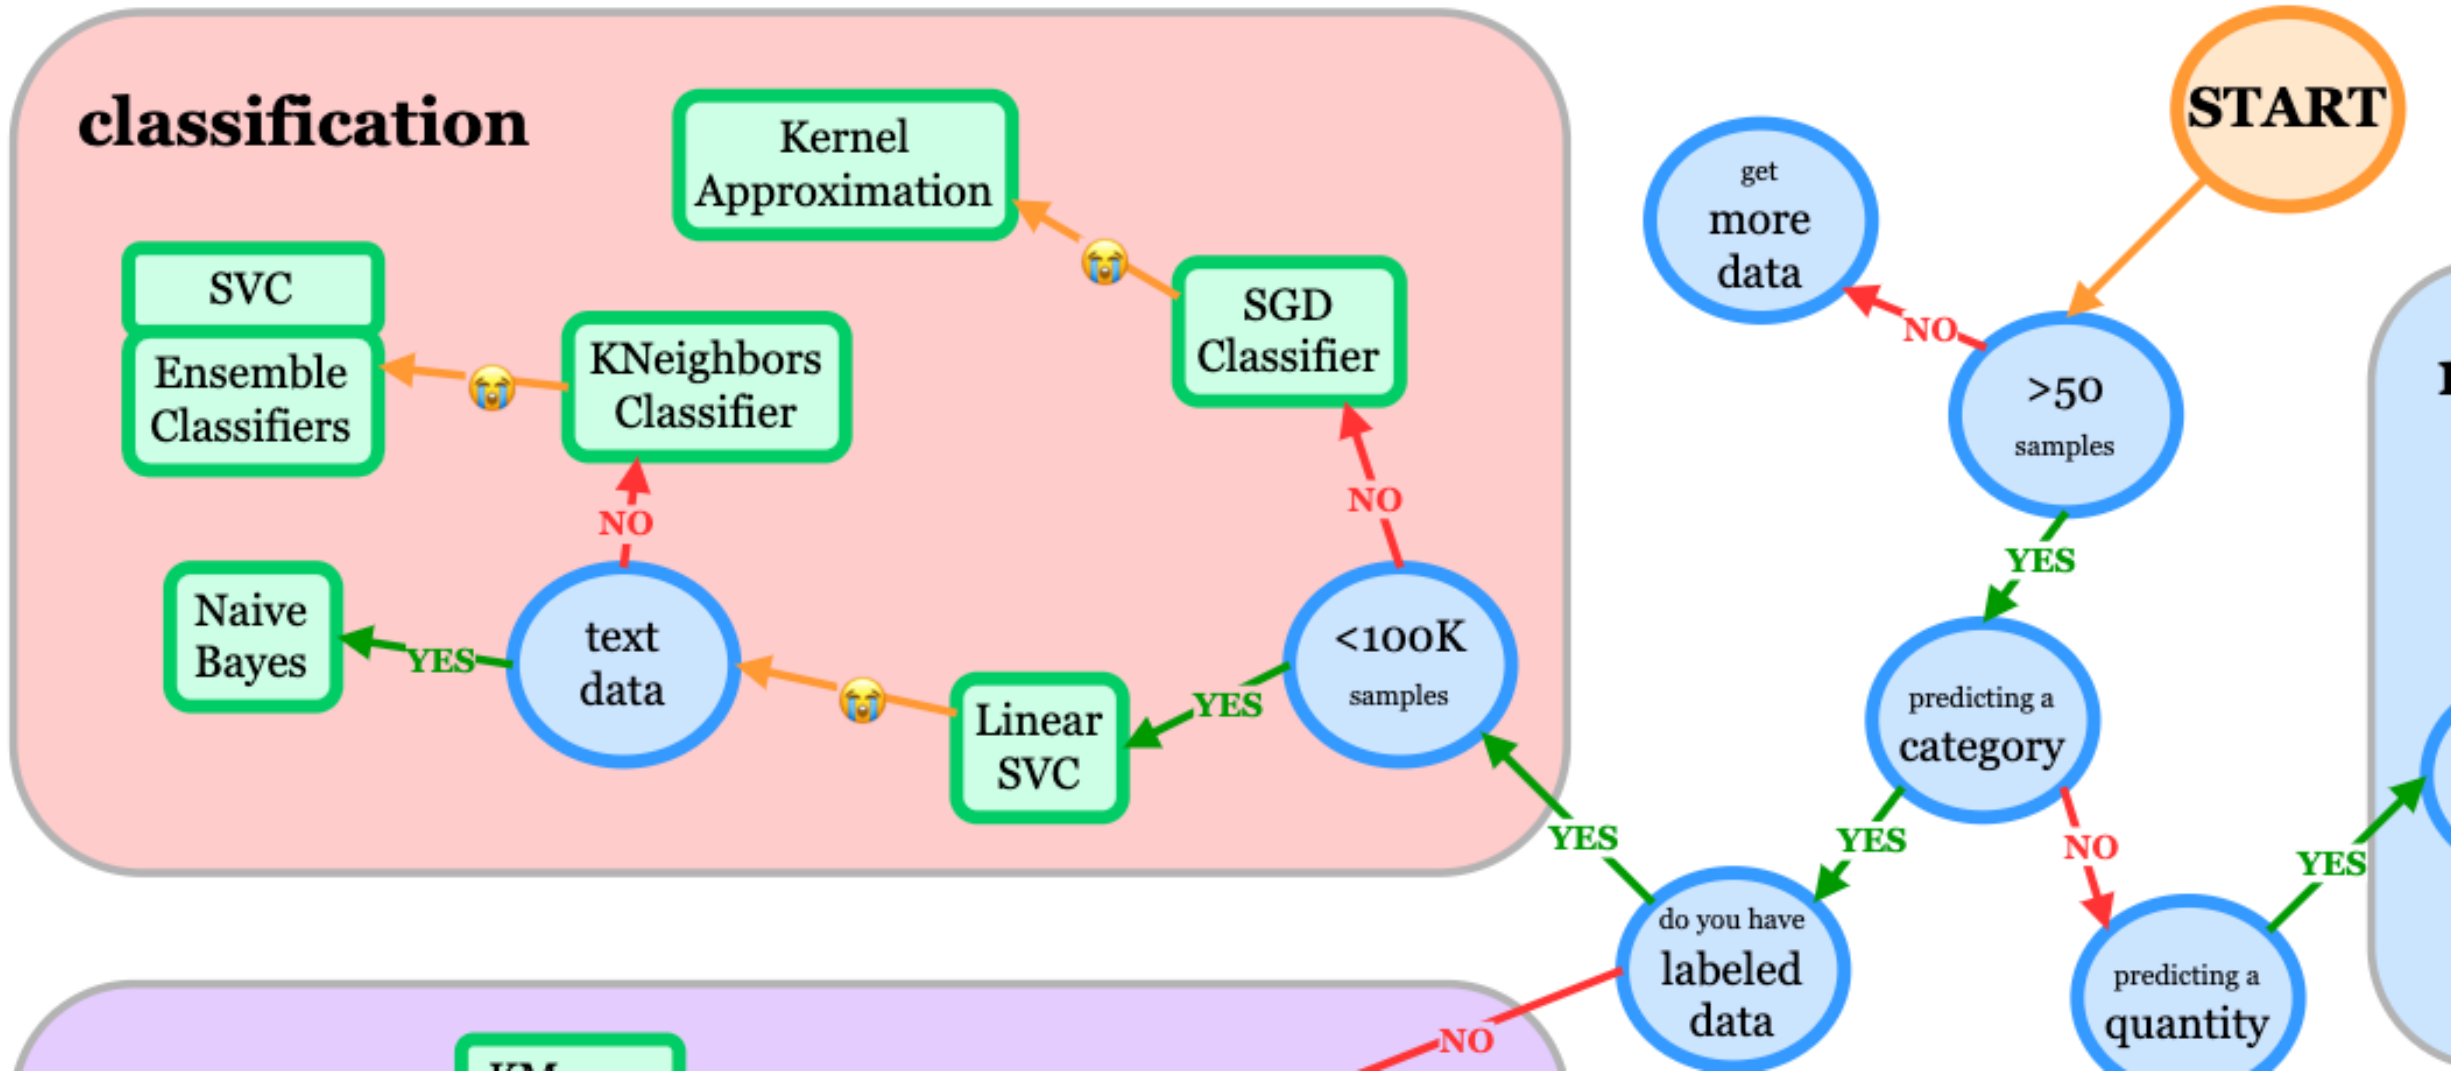 classification
Kernel
Approximation
SVC
Ensemble
Classifiers
KNeighbors
Classifier
SGD
Classifier
NO
NO
Naive
Bayes
YES
text
data
Linear
SVC
YES
<100K
samples
START
get
more
data
NO
>50
samples
YES
predicting a
category
YES
YES
NO
YES
do you have
labeled
data
NO
predicting a
quantity